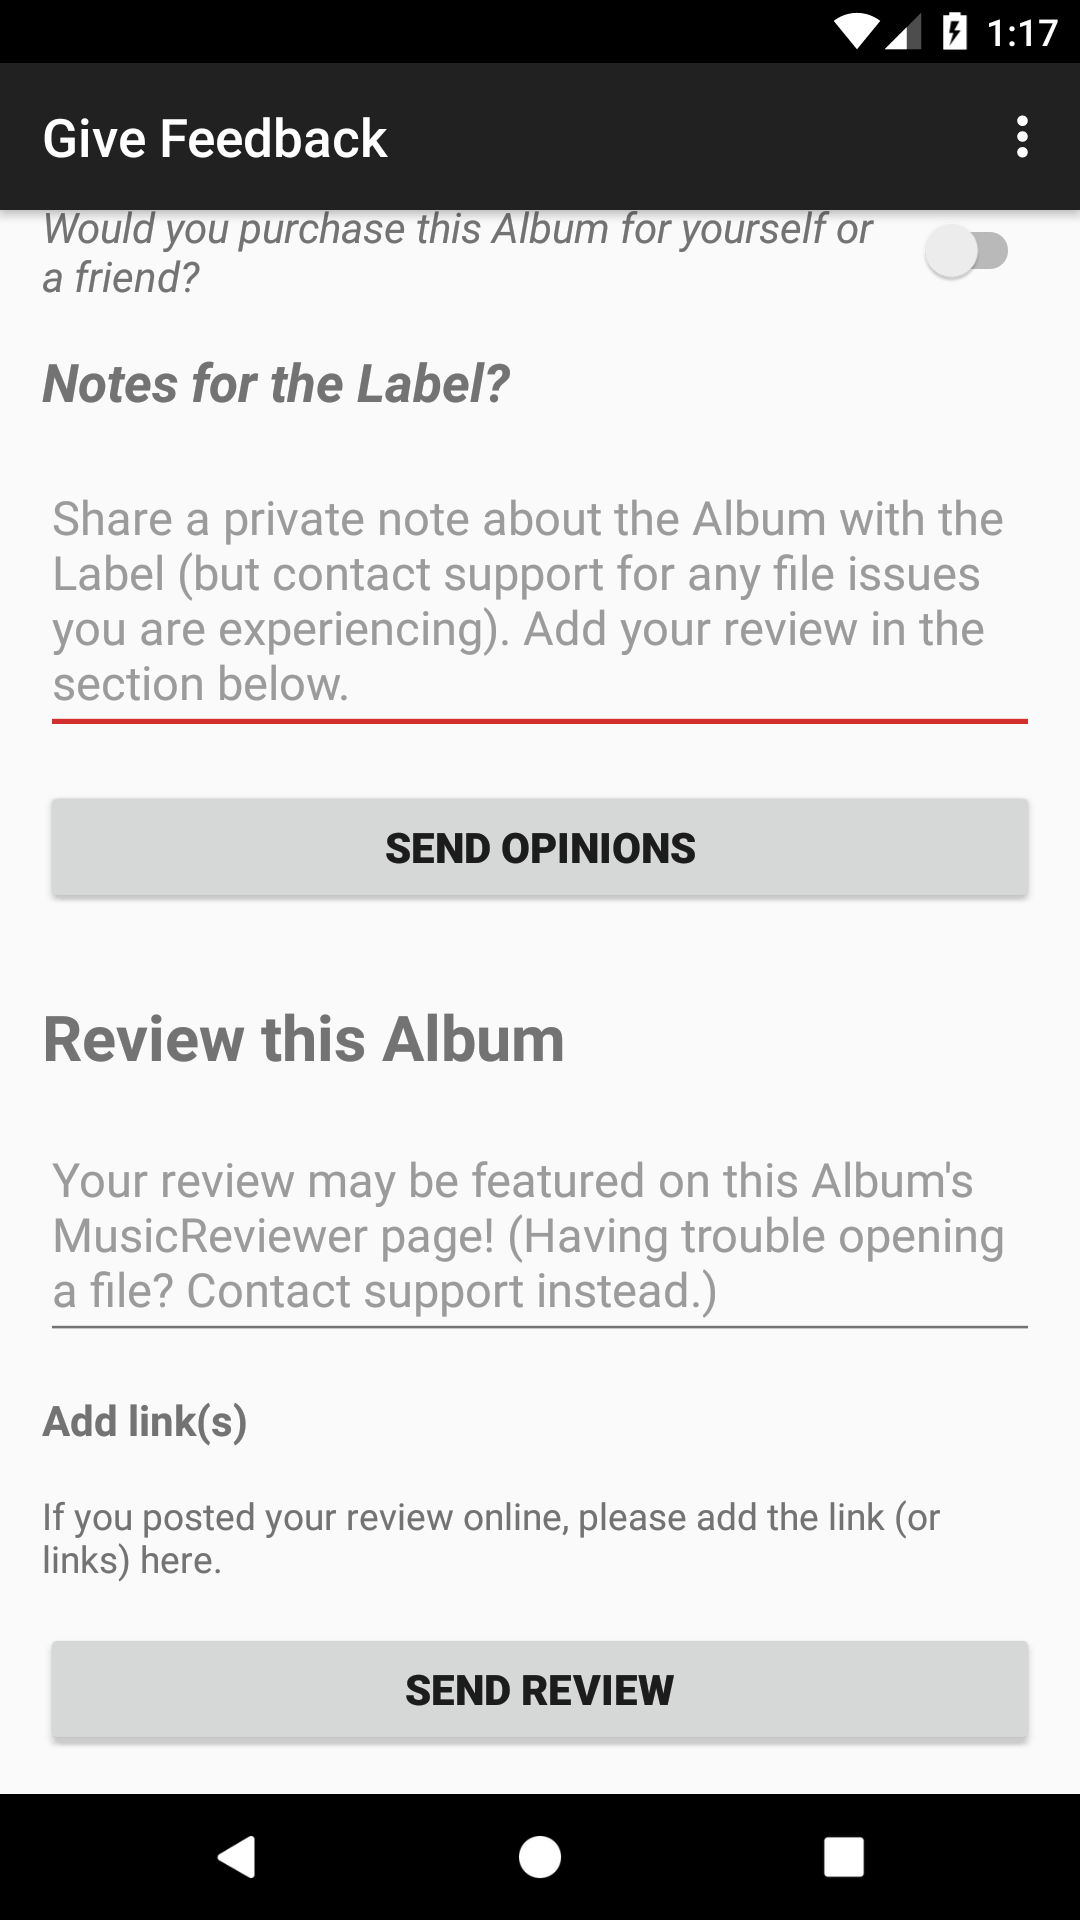 1:17
Give Feedback
Would you purchase this Album for yourself or
a friend?
Notes for the Label?
Share a private note about the Album with the
Label (but contact support for any file issues
you are experiencing). Add your review in the
section below.
SEND OPINIONS
Review this Album
Your review may be featured on this Album's
MusicReviewer page! (Having trouble opening
a file? Contact support instead.)
Add link(s)
If you posted your review online, please add the link (or
links) here.
SEND REVIEW